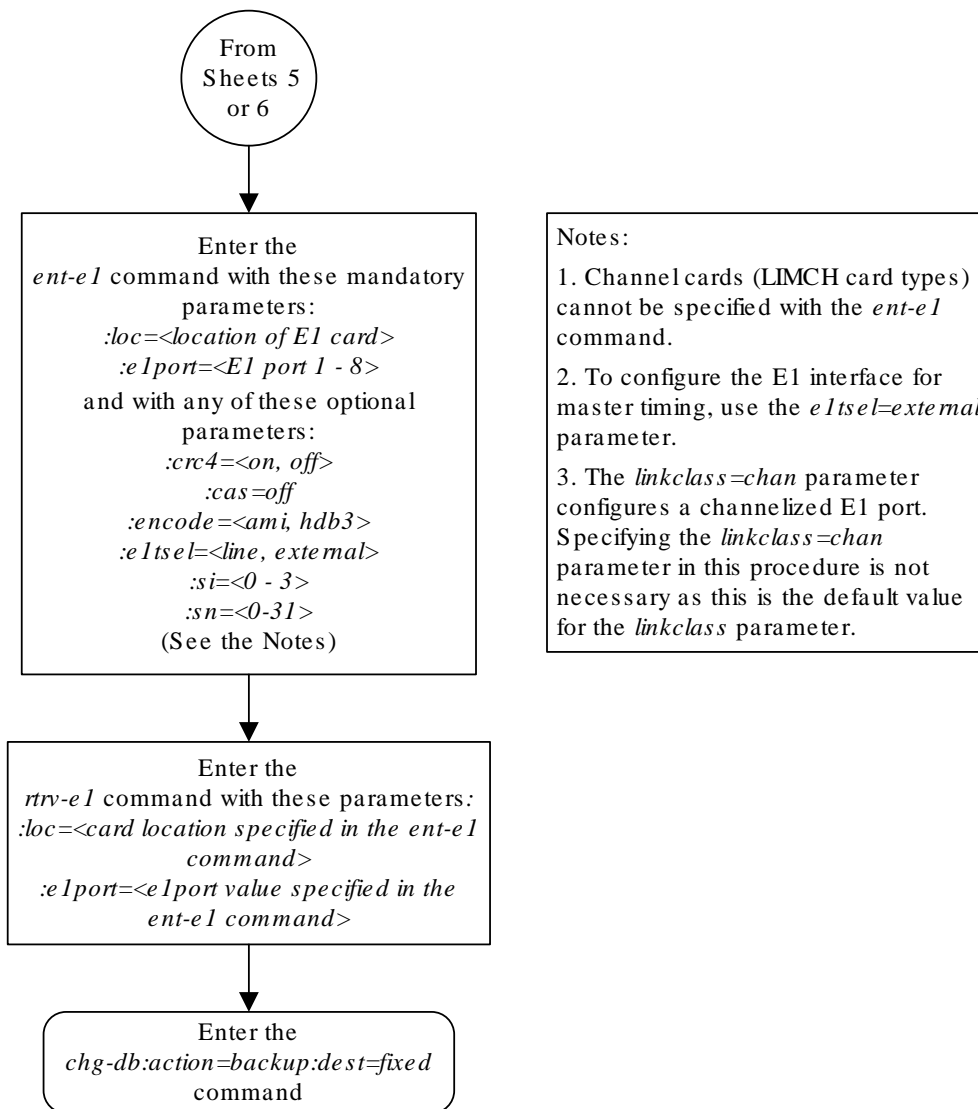 From
Sheets 5
or 6
Enter the
ent-e1 command with these mandatory
parameters:
:loc=<location of E1 card>
:e1port=<E1 port 1 - 8>
and with any of these optional
parameters:
:crc4=<on, off>
:cas=off
:encode=<ami, hdb3>
:e1tsel=<line, external>
:si=<0 - 3>
:sn=<0-31>
(See the Notes)
Notes:
1. Channel cards (LIMCH card types)
cannot be specified with the ent-e1
command.
2. To configure the E1 interface for
master timing, use the e1tsel=external
parameter.
3. The linkclass=chan parameter
configures a channelized E1 port.
Specifying the linkclass=chan
parameter in this procedure is not
necessary as this is the default value
for the linkclass parameter.
Enter the
rtrv-e1 command with these parameters:
:loc=<card location specified in the ent-e1
command>
:e1port=<e1port value specified in the
ent-e1 command>
Enter the
chg-db:action=backup:dest=fixed
command